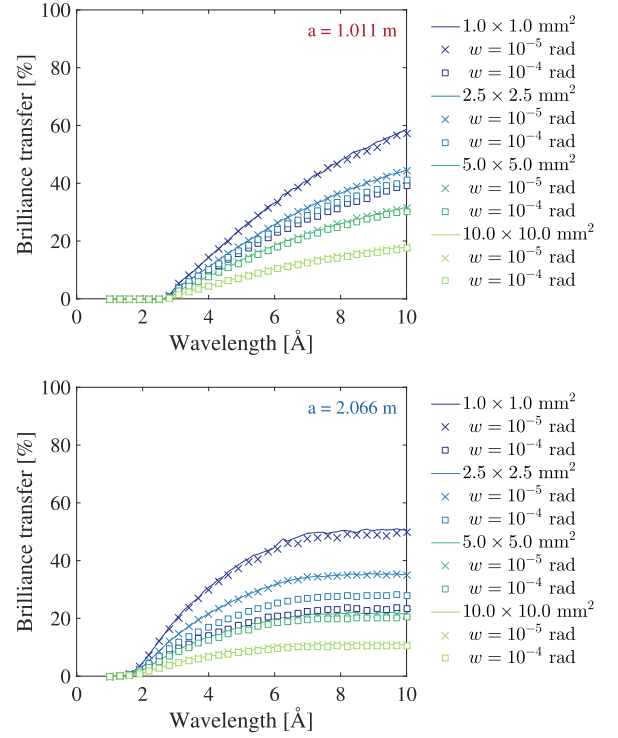 100
80
60
40
20
0
Brilliance transfer [%]
a = 1.011 m
0 2 4 6 8 10
Wavelength [Å]
1.0 × 1.0 mm²
w = 10⁻⁵ rad
w = 10⁻⁴ rad
2.5 × 2.5 mm²
w = 10⁻⁵ rad
w = 10⁻⁴ rad
5.0 × 5.0 mm²
w = 10⁻⁵ rad
w = 10⁻⁴ rad
10.0 × 10.0 mm²
w = 10⁻⁵ rad
w = 10⁻⁴ rad
100
80
60
40
20
0
Brilliance transfer [%]
a = 2.066 m
0 2 4 6 8 10
Wavelength [Å]
1.0 × 1.0 mm²
w = 10⁻⁵ rad
w = 10⁻⁴ rad
2.5 × 2.5 mm²
w = 10⁻⁵ rad
w = 10⁻⁴ rad
5.0 × 5.0 mm²
w = 10⁻⁵ rad
w = 10⁻⁴ rad
10.0 × 10.0 mm²
w = 10⁻⁵ rad
w = 10⁻⁴ rad